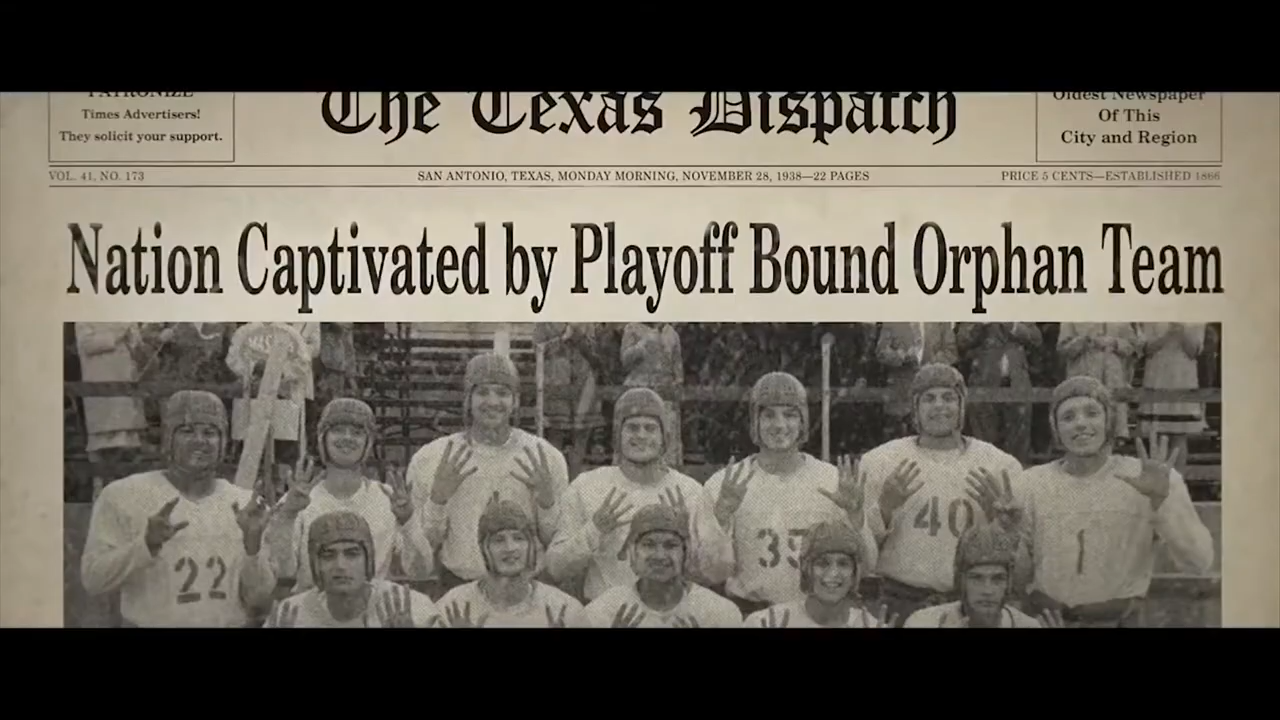 PATRONIZE
Times Advertisers!
They solicit your support.
The Texas Dispatch
Oldest Newspaper
Of This
City and Region
VOL. 41, NO. 173
SAN ANTONIO, TEXAS, MONDAY MORNING, NOVEMBER 28, 1938—22 PAGES
PRICE 5 CENTS—ESTABLISHED 1866
Nation Captivated by Playoff Bound Orphan Team
22
35
40
1